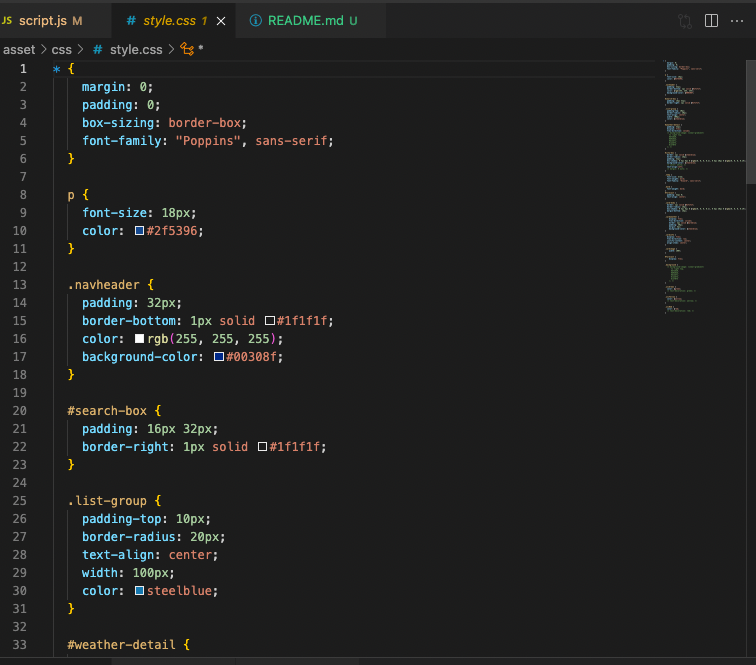 JS script.js M
# style.css 1 ×
README.md U
asset > css > # style.css > *
1 * {
2 margin: 0;
3 padding: 0;
4 box-sizing: border-box;
5 font-family: "Poppins", sans-serif;
6 }
7
8 p {
9 font-size: 18px;
10 color: #2f5396;
11 }
12
13 .navheader {
14 padding: 32px;
15 border-bottom: 1px solid #1f1f1f;
16 color: rgb(255, 255, 255);
17 background-color: #00308f;
18 }
19
20 #search-box {
21 padding: 16px 32px;
22 border-right: 1px solid #1f1f1f;
23 }
24
25 .list-group {
26 padding-top: 10px;
27 border-radius: 20px;
28 text-align: center;
29 width: 100px;
30 color: steelblue;
31 }
32
33 #weather-detail {